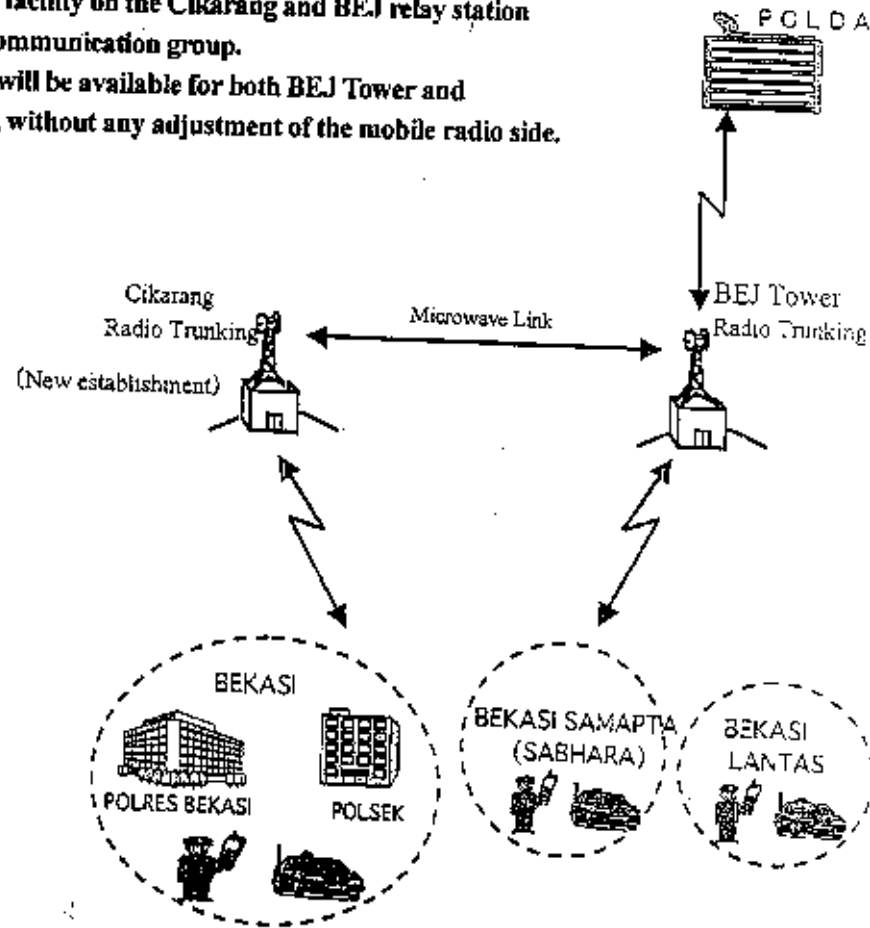 facility on the Cikarang and BEJ relay station
ommunication group.
will be available for both BEJ Tower and
, without any adjustment of the mobile radio side.
POLDA
Cikarang
Radio Trunking
(New establishment)
Microwave Link
BEJ Tower
Radio Trunking
BEKASI
POLRES BEKASI
POLSEK
BEKASI SAMAPTA
(SABHARA)
BEKASI
LANTAS